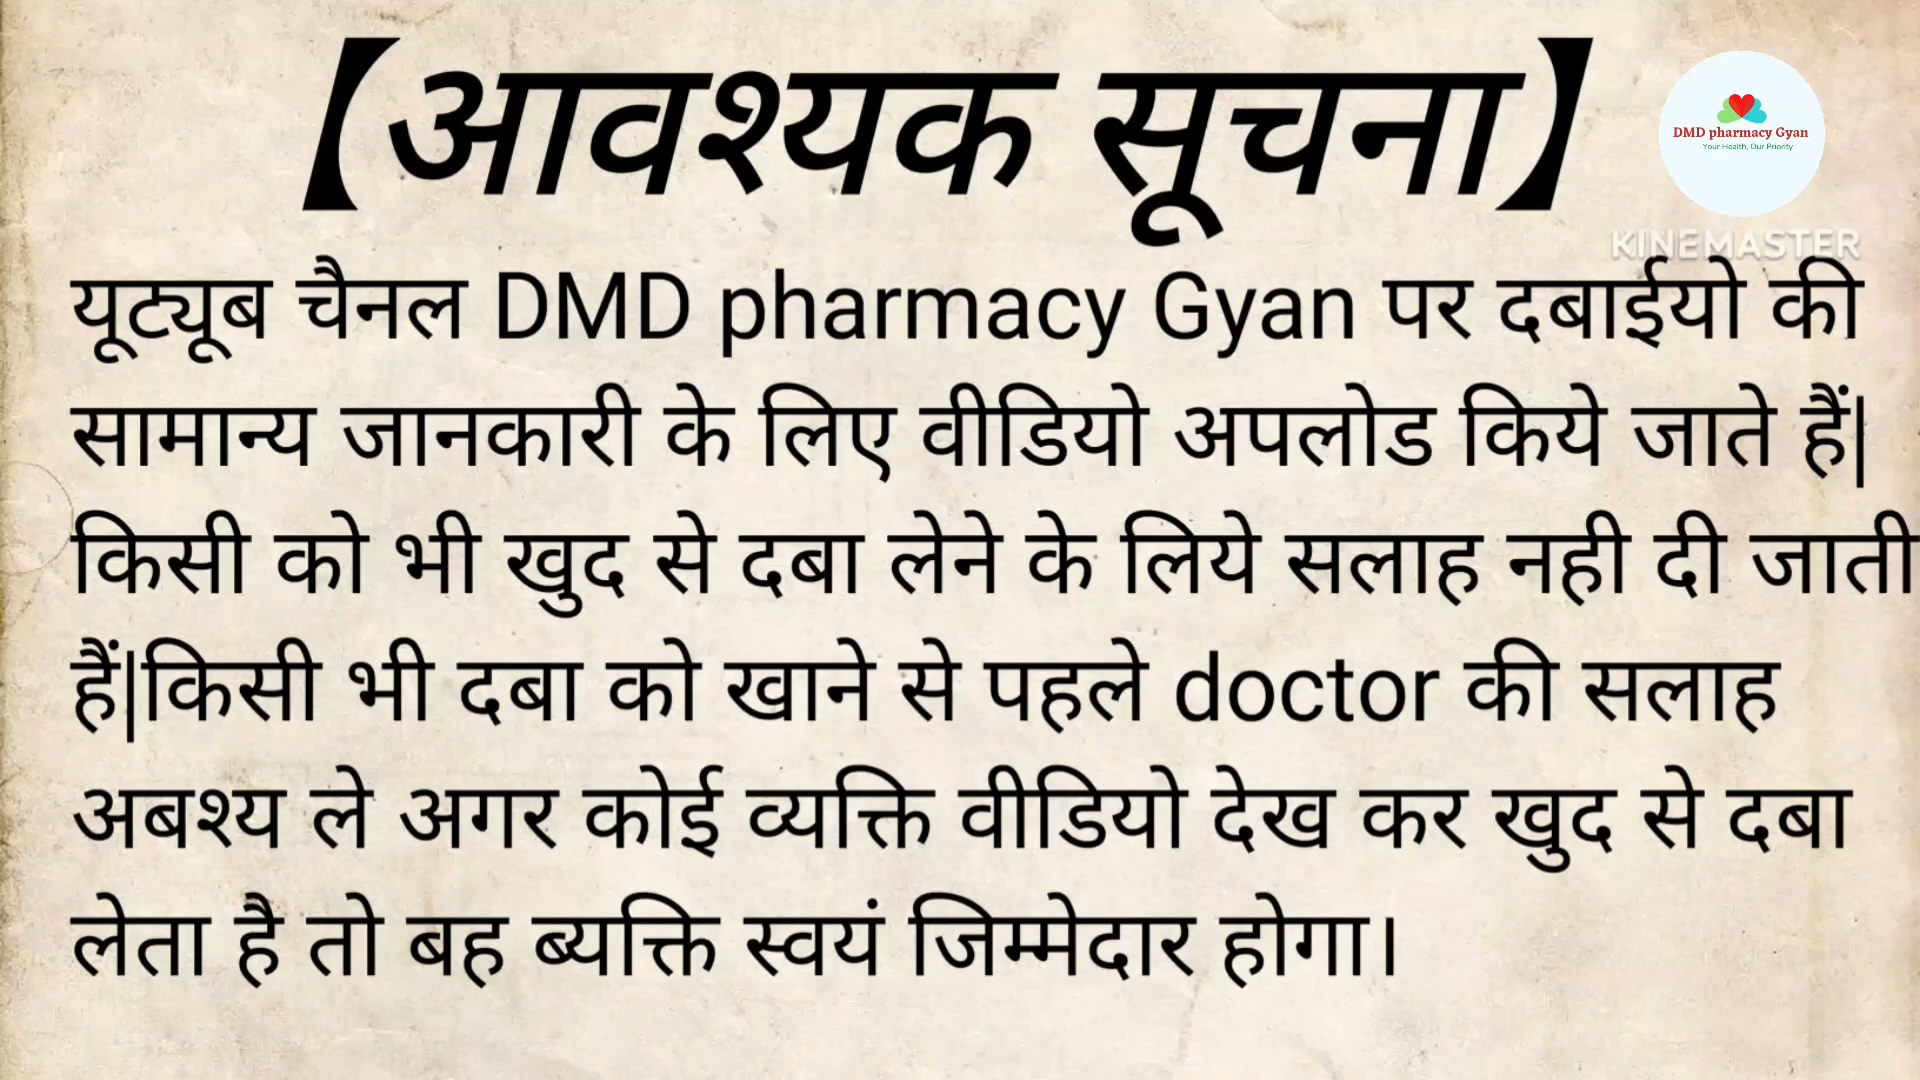 【आवश्यक सूचना】
DMD pharmacy Gyan
Your Health, Our Priority
KINEMASTER
यूट्यूब चैनल DMD pharmacy Gyan पर दबाईयो की
सामान्य जानकारी के लिए वीडियो अपलोड किये जाते हैं|
किसी को भी खुद से दबा लेने के लिये सलाह नही दी जाती
हैं|किसी भी दबा को खाने से पहले doctor की सलाह
अबश्य ले अगर कोई व्यक्ति वीडियो देख कर खुद से दबा
लेता है तो बह ब्यक्ति स्वयं जिम्मेदार होगा।